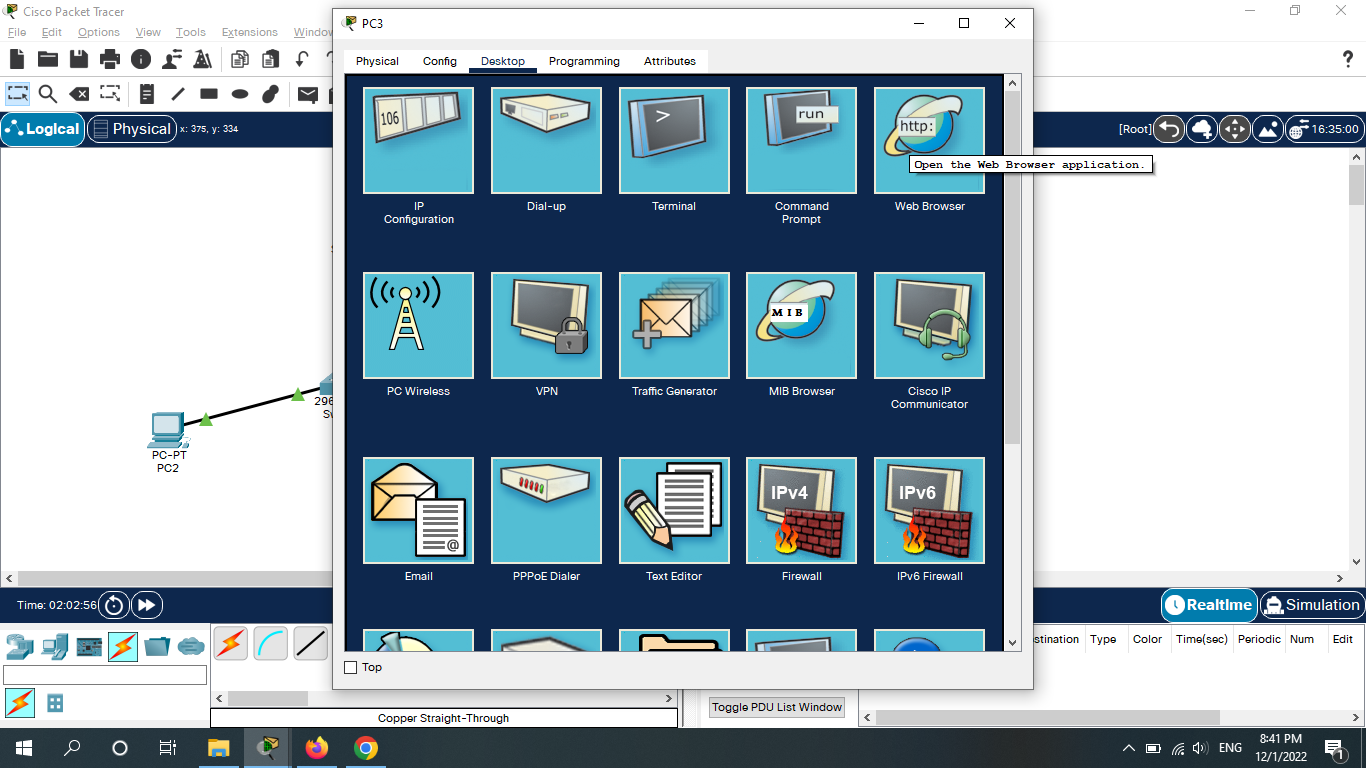 Cisco Packet Tracer
File Edit Options View Tools Extensions Window
PC3
Physical Config Desktop Programming Attributes
Logical
Physical
x: 375, y: 334
[Root]
16:35:00
106
>
run
http:
Open the Web Browser application.
IP
Configuration
Dial-up
Terminal
Command
Prompt
Web Browser
MIB
PC Wireless
VPN
Traffic Generator
MIB Browser
Cisco IP
Communicator
PC-PT
PC2
296
@
IPv4
IPv6
Email
PPPoE Dialer
Text Editor
Firewall
IPv6 Firewall
Time: 02:02:56
Realtime
Simulation
Top
Type Color Time(sec) Periodic Num Edit
Toggle PDU List Window
Copper Straight-Through
ENG
8:41 PM
12/1/2022
1